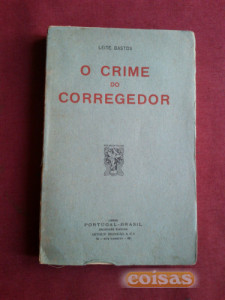 LEITE BASTOS
O CRIME
DO
CORREGEDOR
PORTUGAL-BRASIL
coisas